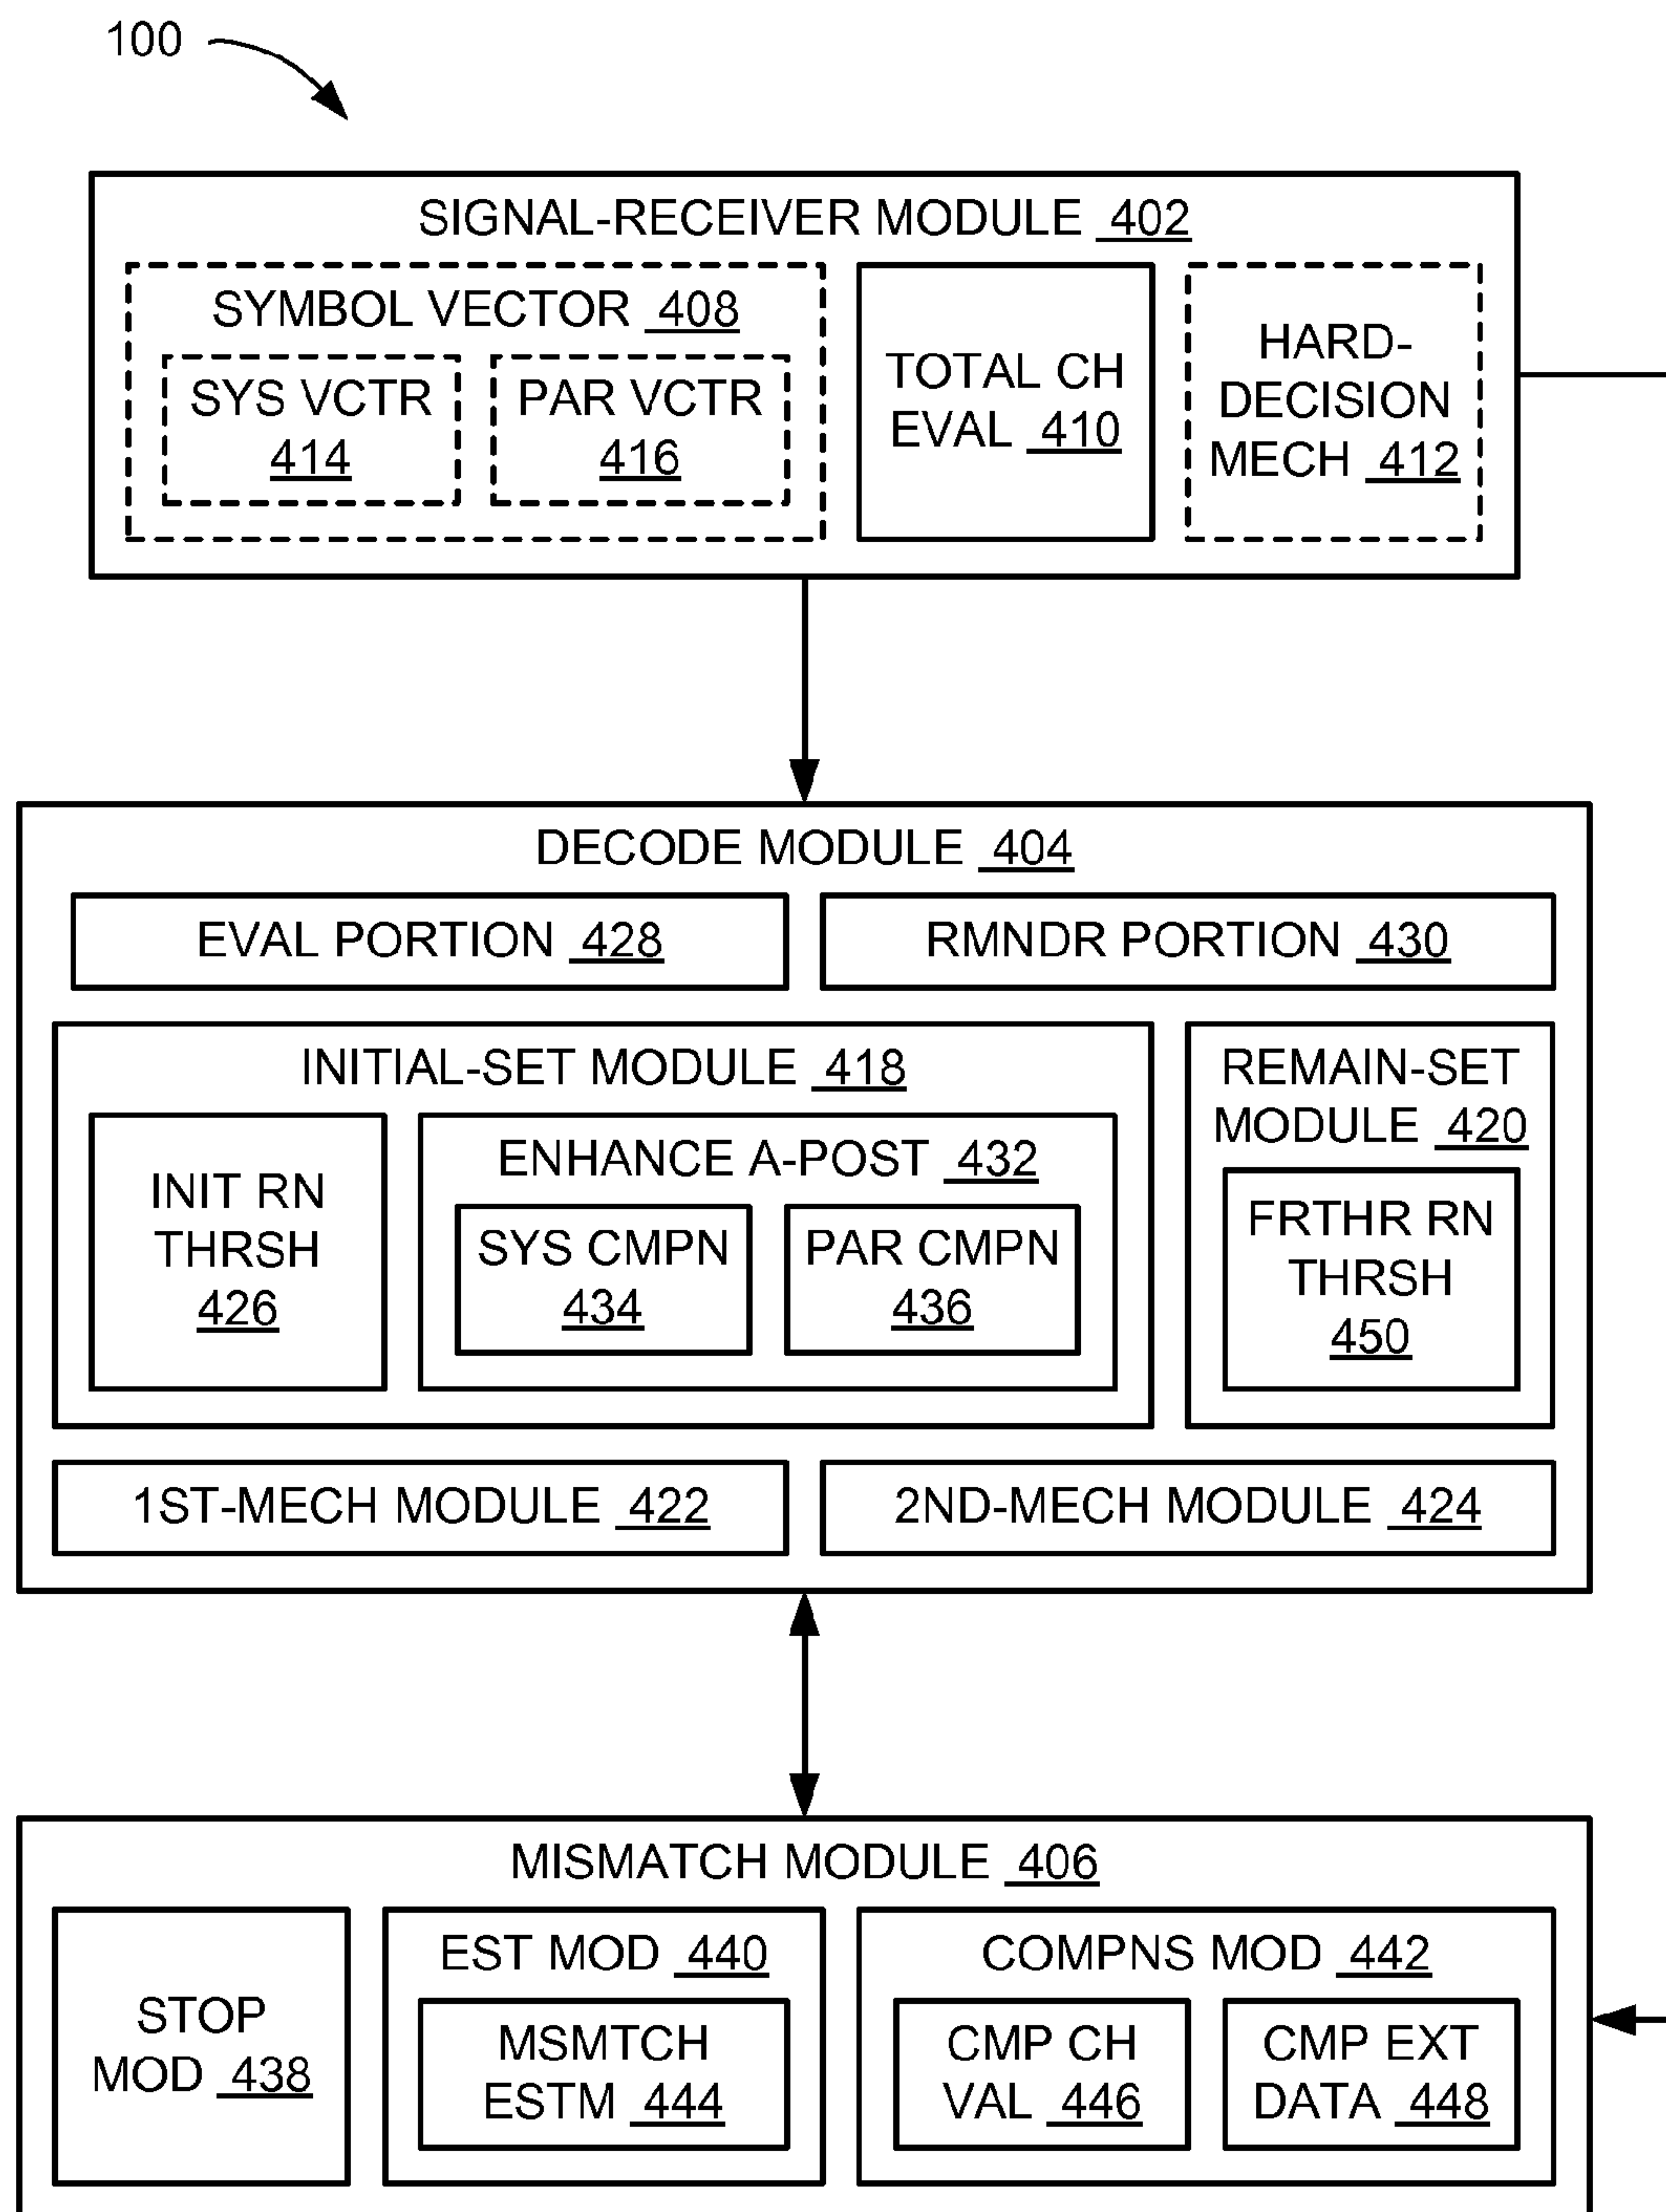 100
SIGNAL-RECEIVER MODULE 402
SYMBOL VECTOR 408
SYS VCTR
414
PAR VCTR
416
TOTAL CH
EVAL 410
HARD-
DECISION
MECH 412
DECODE MODULE 404
EVAL PORTION 428
RMNDR PORTION 430
INITIAL-SET MODULE 418
INIT RN
THRSH
426
ENHANCE A-POST 432
SYS CMPN
434
PAR CMPN
436
REMAIN-SET
MODULE 420
FRTHR RN
THRSH
450
1ST-MECH MODULE 422
2ND-MECH MODULE 424
MISMATCH MODULE 406
STOP
MOD 438
EST MOD 440
MSMTCH
ESTM 444
COMPNS MOD 442
CMP CH
VAL 446
CMP EXT
DATA 448